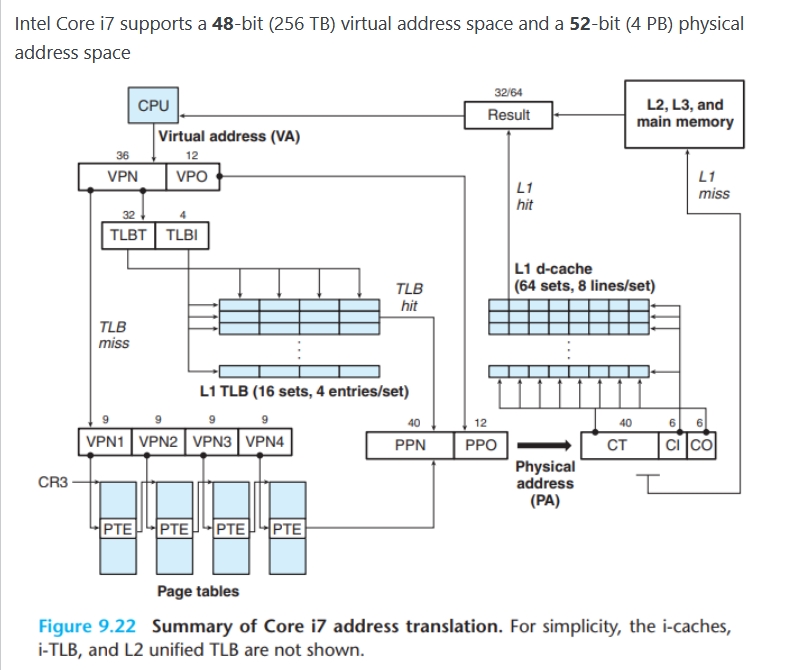 Intel Core i7 supports a 48-bit (256 TB) virtual address space and a 52-bit (4 PB) physical
address space
CPU
Virtual address (VA)
32/64
Result
L2, L3, and
main memory
36 12
VPN VPO
L1
hit
L1
miss
32 4
TLBT TLBI
TLB
hit
L1 d-cache
(64 sets, 8 lines/set)
TLB
miss
...
...
L1 TLB (16 sets, 4 entries/set)
9 9 9 9
VPN1 VPN2 VPN3 VPN4
40 12
PPN PPO
40 6 6
CT CI CO
Physical
address
(PA)
CR3
PTE PTE PTE PTE
Page tables
Figure 9.22 Summary of Core i7 address translation. For simplicity, the i-caches,
i-TLB, and L2 unified TLB are not shown.